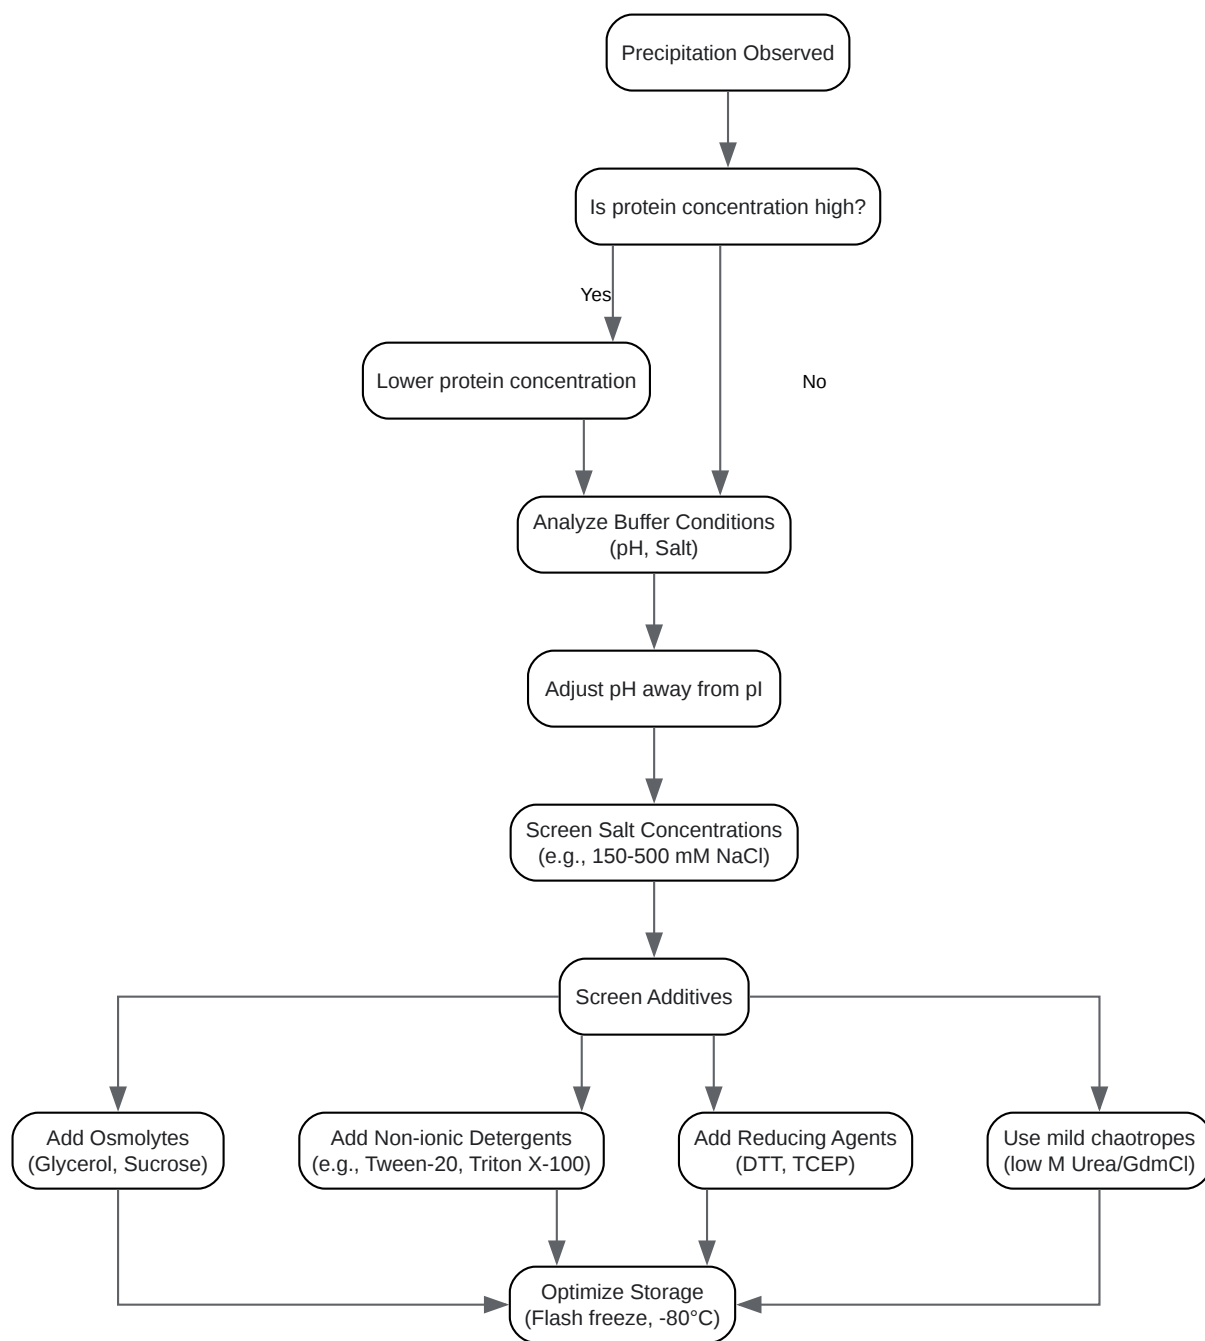 Precipitation Observed
Is protein concentration high?
Yes
Lower protein concentration
No
Analyze Buffer Conditions
(pH, Salt)
Adjust pH away from pI
Screen Salt Concentrations
(e.g., 150-500 mM NaCl)
Screen Additives
Add Osmolytes
(Glycerol, Sucrose)
Add Non-ionic Detergents
(e.g., Tween-20, Triton X-100)
Add Reducing Agents
(DTT, TCEP)
Use mild chaotropes
(low M Urea/GdmCl)
Optimize Storage
(Flash freeze, -80°C)